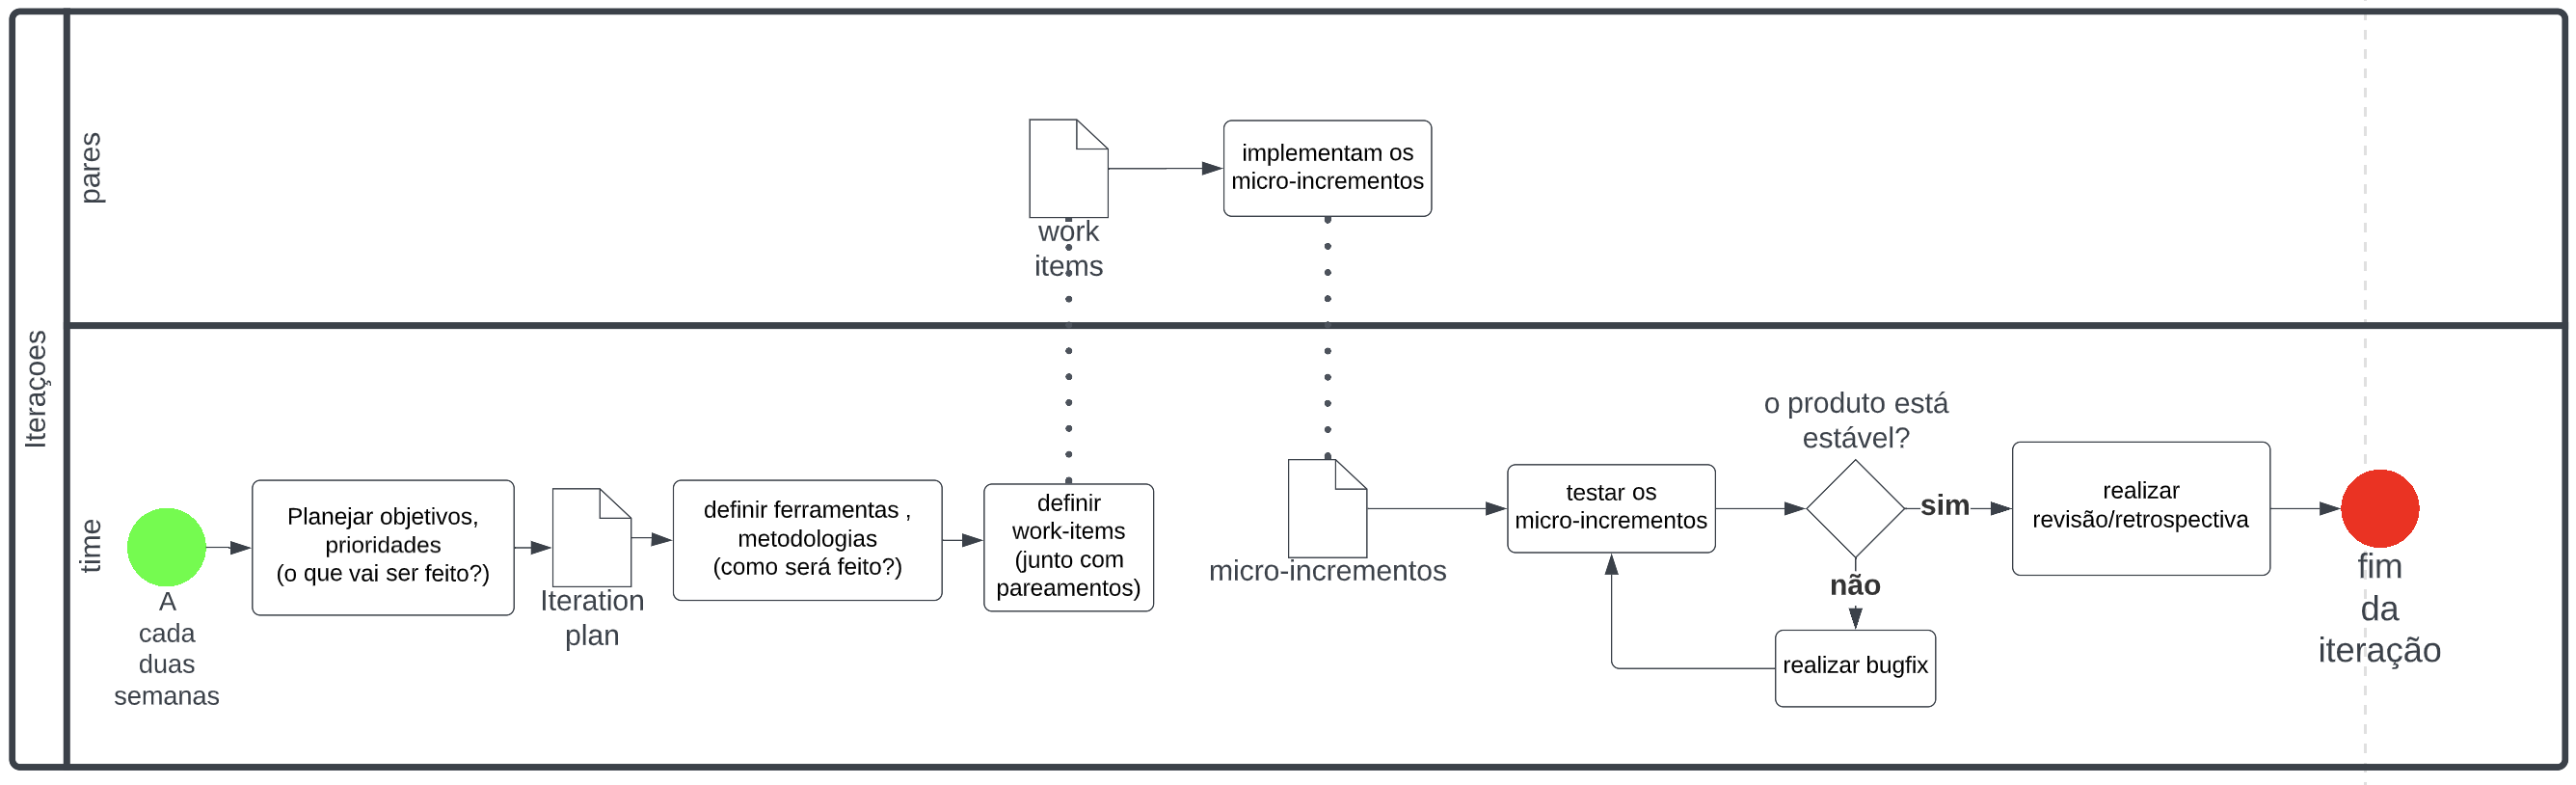 Iteraçoes
pares
work
items
implementam os
micro-incrementos
time
A
cada
duas
semanas
Planejar objetivos,
prioridades
(o que vai ser feito?)
Iteration
plan
definir ferramentas ,
metodologias
(como será feito?)
definir
work-items
(junto com
pareamentos)
micro-incrementos
testar os
micro-incrementos
o produto está
estável?
sim
não
realizar bugfix
realizar
revisão/retrospectiva
fim
da
iteração